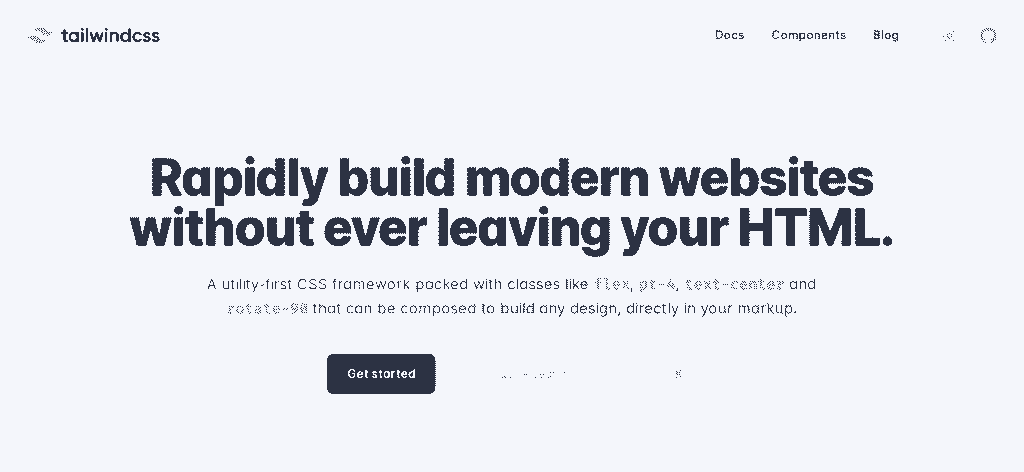 tailwindcss
Docs Components Blog
Rapidly build modern websites
without ever leaving your HTML.
A utility-first CSS framework packed with classes like flex, pt-4, text-center and
rotate-90 that can be composed to build any design, directly in your markup.
Get started